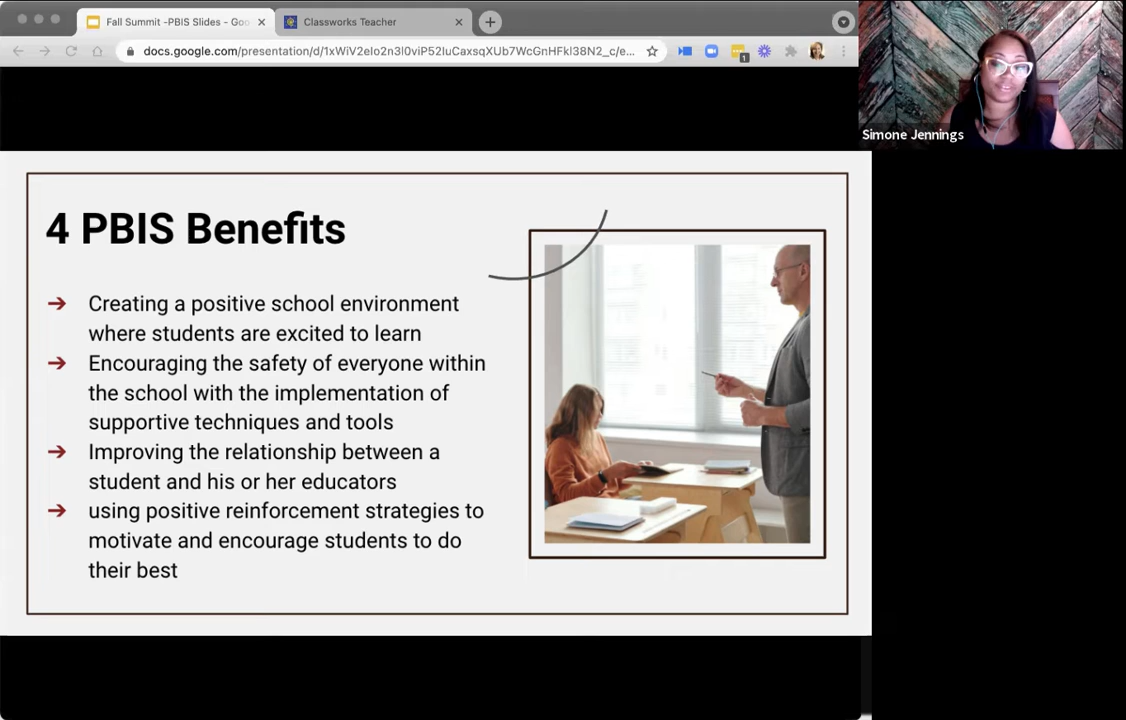 Fall Summit -PBIS Slides - Goo
Classworks Teacher
docs.google.com/presentation/d/1xWiV2eIo2n3l0viP52IuCaxsqXUb7WcGnHFkl38N2_c/e...
1
Simone Jennings
4 PBIS Benefits
➔ Creating a positive school environment
where students are excited to learn
➔ Encouraging the safety of everyone within
the school with the implementation of
supportive techniques and tools
➔ Improving the relationship between a
student and his or her educators
➔ using positive reinforcement strategies to
motivate and encourage students to do
their best